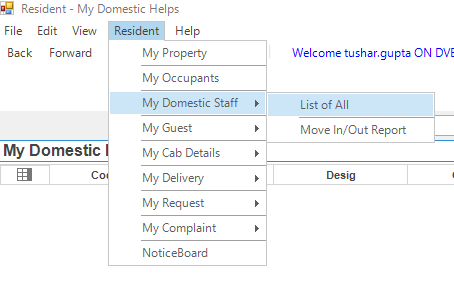 Resident - My Domestic Helps
File Edit View Resident Help
Back Forward Welcome tushar.gupta ON DVE
My Property
My Occupants
My Domestic Staff List of All
My Guest Move In/Out Report
My Cab Details
My Domestic
My Delivery
Desig
My Request
My Complaint
NoticeBoard